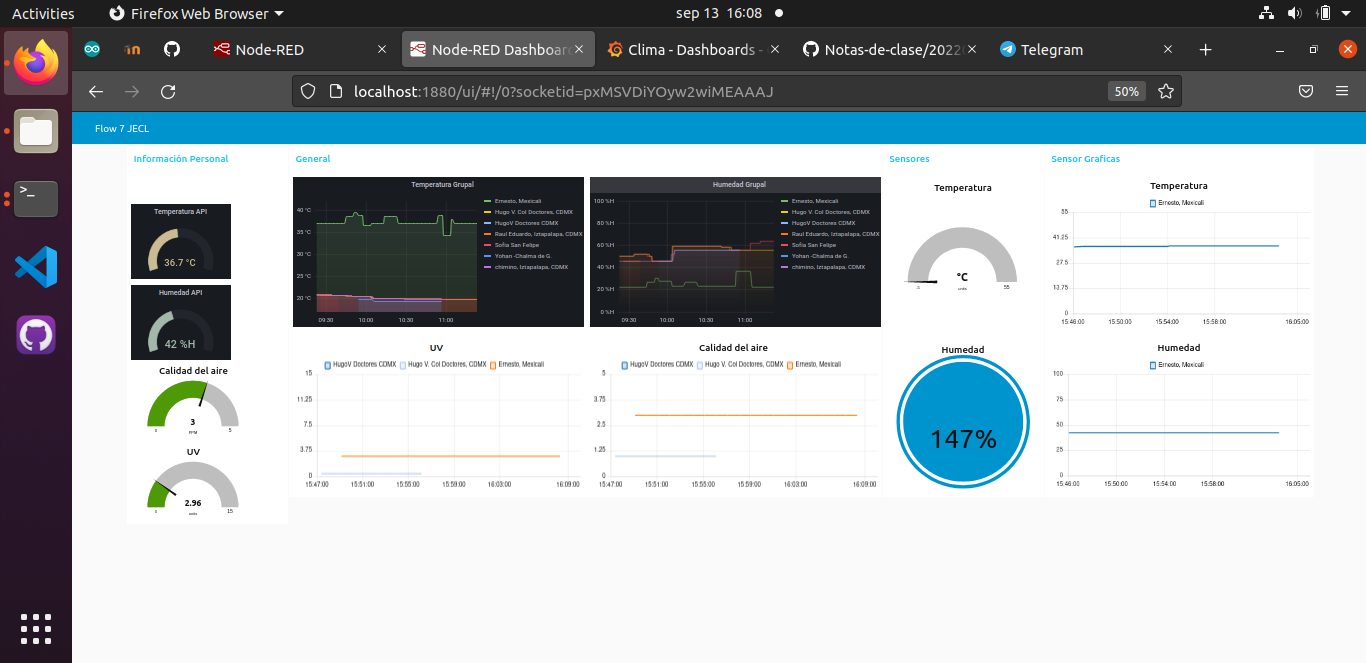 Activities
Firefox Web Browser
sep 13 16:08
Node-RED
Node-RED Dashboard
Clima - Dashboards -
Notas-de-clase/2022
Telegram
localhost:1880/ui/#!/0?socketid=pxMSVDiYOyw2wiMEAAAJ
50%
Flow 7 JECL
Información Personal
Temperatura API
36.7 °C
Humedad API
42 %H
Calidad del aire
3
PPM
0
5
UV
2.96
units
0
15
General
Temperatura Grupal
40 °C
35 °C
30 °C
25 °C
20 °C
09:30 10:00 10:30 11:00
Ernesto, Mexicali
Hugo V. Col Doctores, CDMX
HugoV Doctores CDMX
Raul Eduardo, Iztapalapa, CDMX
Sofia San Felipe
Yohan -Chalma de G.
chimino, Iztapalapa, CDMX
Humedad Grupal
100 %H
80 %H
60 %H
40 %H
20 %H
0 %H
09:30 10:00 10:30 11:00
Ernesto, Mexicali
Hugo V. Col Doctores, CDMX
HugoV Doctores CDMX
Raul Eduardo, Iztapalapa, CDMX
Sofia San Felipe
Yohan -Chalma de G.
chimino, Iztapalapa, CDMX
UV
HugoV Doctores CDMX Hugo V. Col Doctores, CDMX Ernesto, Mexicali
15
11.25
7.5
3.75
0
15:47:00 15:51:00 15:55:00 15:59:00 16:03:00 16:09:00
Calidad del aire
HugoV Doctores CDMX Hugo V. Col Doctores, CDMX Ernesto, Mexicali
5
3.75
2.5
1.25
0
15:47:00 15:51:00 15:55:00 15:59:00 16:03:00 16:09:00
Sensores
Temperatura
°C
units
55
Humedad
147%
Sensor Graficas
Temperatura
Ernesto, Mexicali
55
41.25
27.5
13.75
0
15:46:00 15:50:00 15:54:00 15:58:00 16:05:00
Humedad
Ernesto, Mexicali
100
75
50
25
0
15:46:00 15:50:00 15:54:00 15:58:00 16:05:00